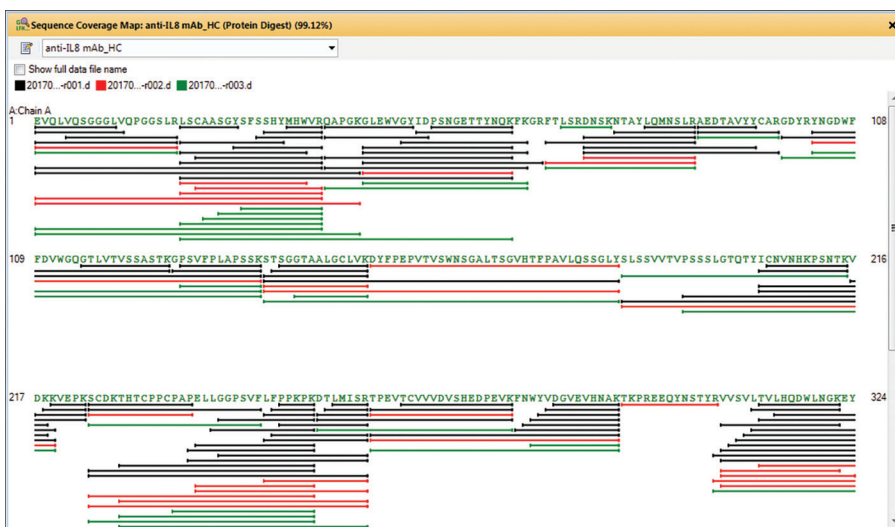 Sequence Coverage Map: anti-IL8 mAb_HC (Protein Digest) (99.12%)
anti-IL8 mAb_HC
Show full data file name
20170...-r001.d 20170...-r002.d 20170...-r003.d
A:Chain A
1 EVQLVQSGGGLVQPGGSLRLSCAASGYSFSSHYMHWVRQAPGKGLEWVGYIDPSNGETTYNQKFKGRFTLSRDNSKNTAYLQMNSLRAEDTAVYYCARGDYRYNGDWF 108
109 FDVWGQGTLVTVSSASTKGPSVFPLAPSSKSTSGGTAALGCLVKDYFPEPVTVSWNSGALTSGVHTFPAVLQSSGLYSLSSVVTVPSSSLGTQTYICNVNHKPSNTKV 216
217 DKKVEPKSCDKTHTCPPCPAPELLGGPSVFLFPPKPKDTLMISRTPEVTCVVVDVSHEDPEVKFNWYVDGVEVHNAKTKPREEQYNSTYRVVSVLTVLHQDWLNGKEY 324